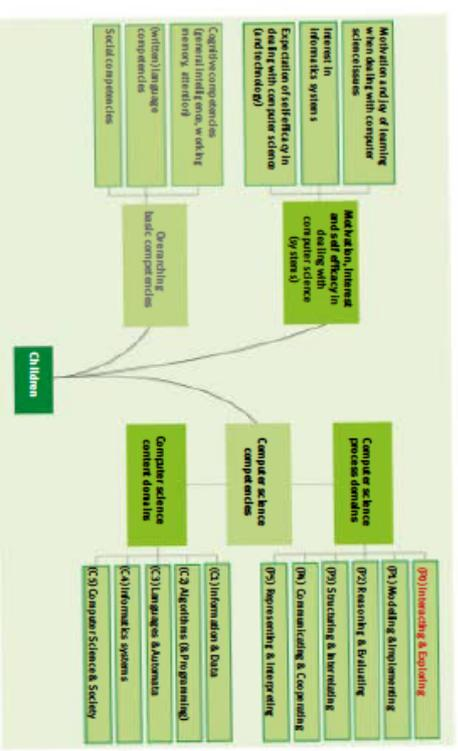 Motivation and joy of learning
when dealing with computer
science issues
Interest in
informatics systems
Expectation of self-efficacy in
dealing with computer science
(and technology)
Motivation, Interest
and self efficacy in
dealing with
computer science
(systems)
Cognitive competencies
(general intelligence, working
memory, attention)
(written) language
competencies
Social competencies
Overarching
basic competencies
Children
Computer science
process domains
Computer science
competencies
Computer science
content domains
(P0) Interacting & Exploring
(P1) Modelling & Implementing
(P2) Reasoning & Evaluating
(P3) Structuring & Interrelating
(P4) Communicating & Cooperating
(P5) Representing & Interpreting
(C1) Information & Data
(C2) Algorithms (& Programming)
(C3) Languages & Automata
(C4) Informatics systems
(C5) Computer Science & Society